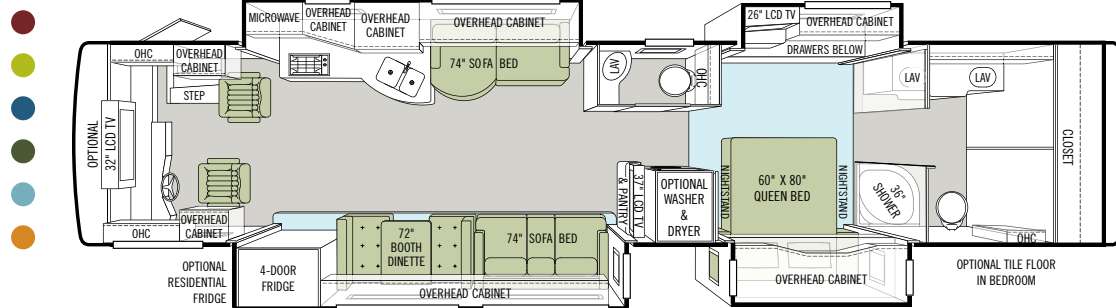 MICROWAVE
OVERHEAD
CABINET
OVERHEAD
CABINET
OVERHEAD CABINET
26" LCD TV
OVERHEAD CABINET
DRAWERS BELOW
OHC
OVERHEAD
CABINET
STEP
74" SOFA BED
LAV
OHC
LAV
LAV
OPTIONAL
32" LCD TV
CLOSET
37" LCD TV
& PANTRY
OPTIONAL
WASHER
&
DRYER
NIGHTSTAND
60" X 80"
QUEEN BED
NIGHTSTAND
36"
SHOWER
OHC
OVERHEAD
CABINET
72"
BOOTH
DINETTE
74" SOFA BED
OHC
OPTIONAL
RESIDENTIAL
FRIDGE
4-DOOR
FRIDGE
OVERHEAD CABINET
OVERHEAD CABINET
OPTIONAL TILE FLOOR
IN BEDROOM